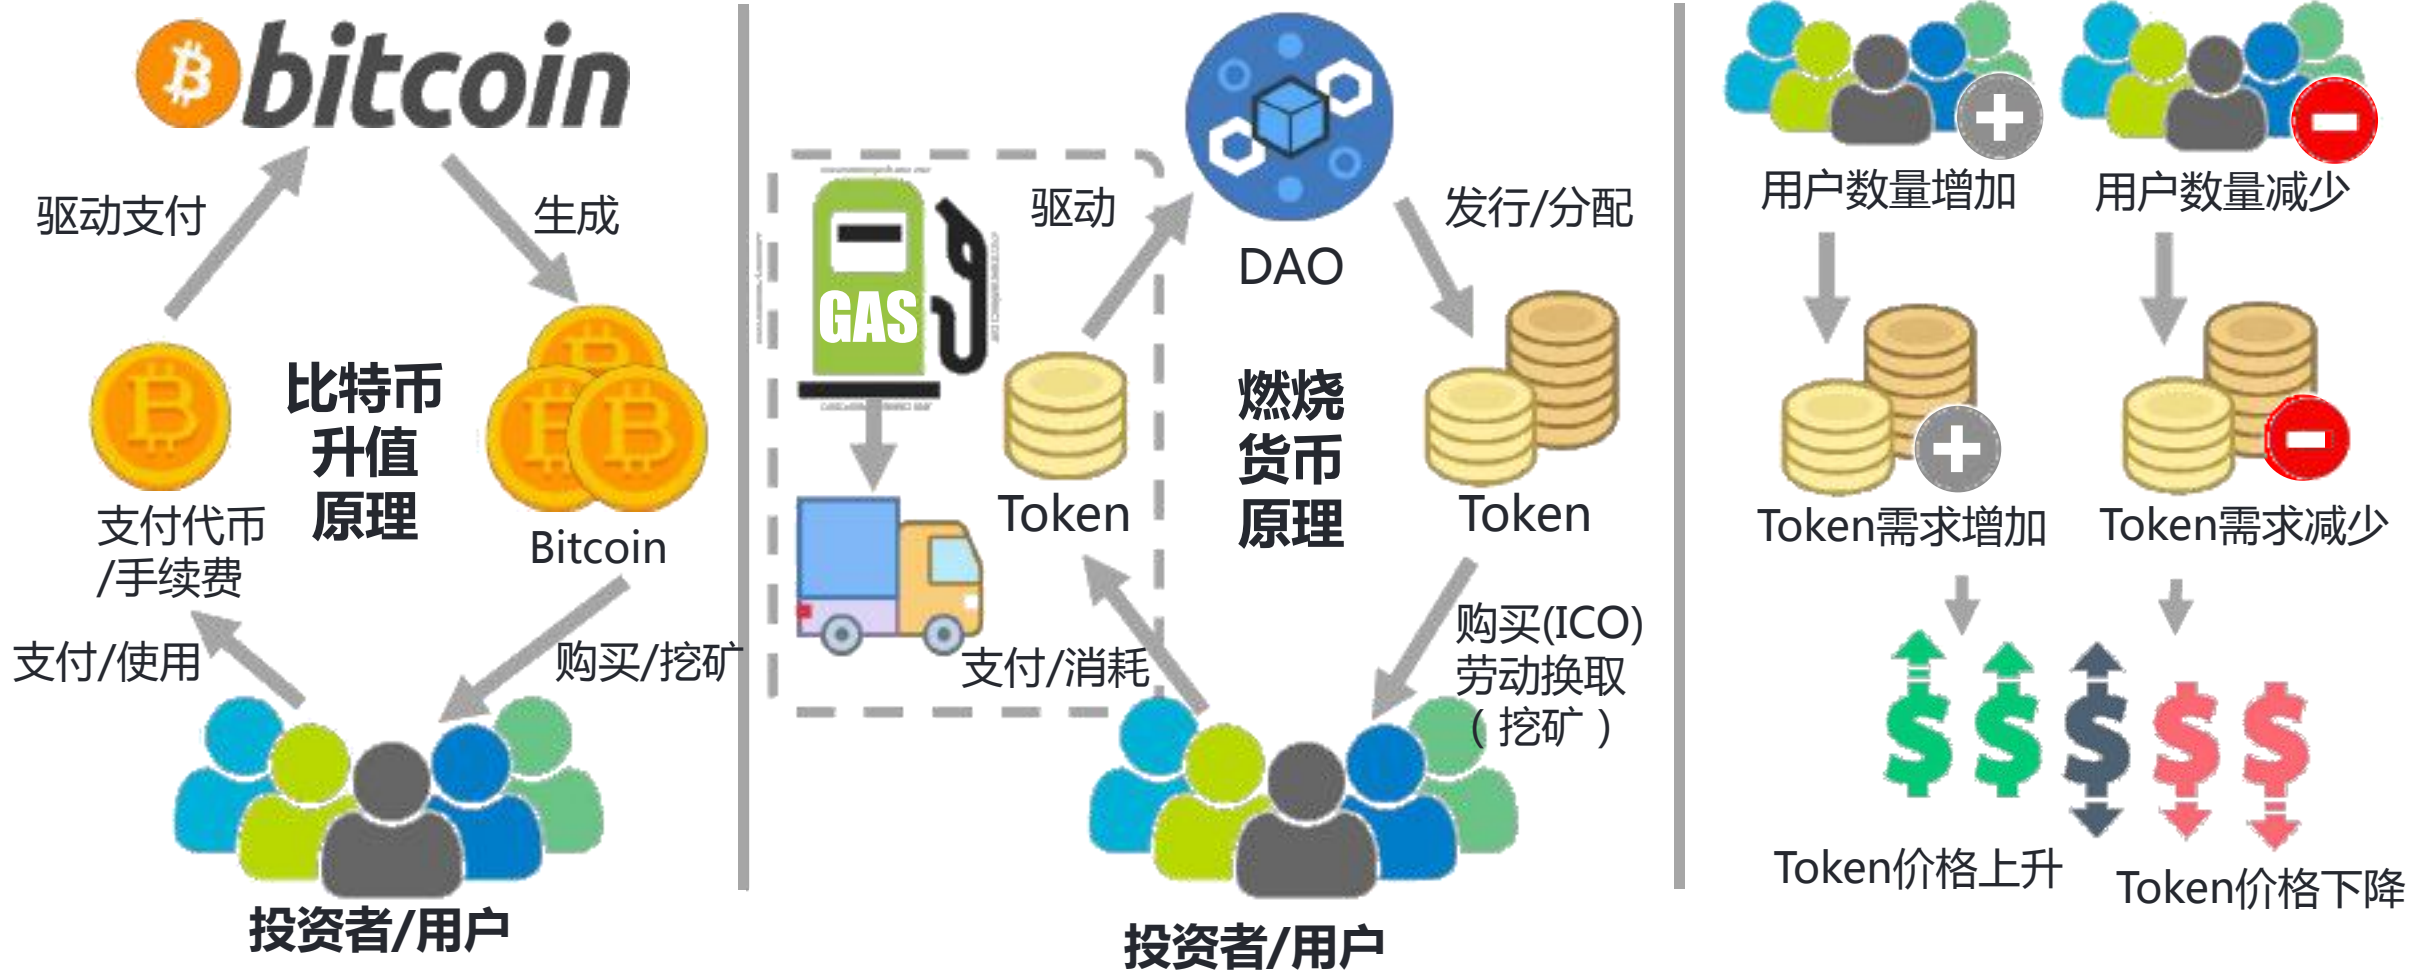 bitcoin
驱动支付
生成
比特币
升值
原理
支付代币
/手续费
Bitcoin
支付/使用
购买/挖矿
投资者/用户
GAS
驱动
DAO
发行/分配
燃烧
货币
原理
Token
Token
支付/消耗
购买(ICO)
劳动换取
（挖矿）
投资者/用户
用户数量增加
用户数量减少
Token需求增加
Token需求减少
Token价格上升
Token价格下降